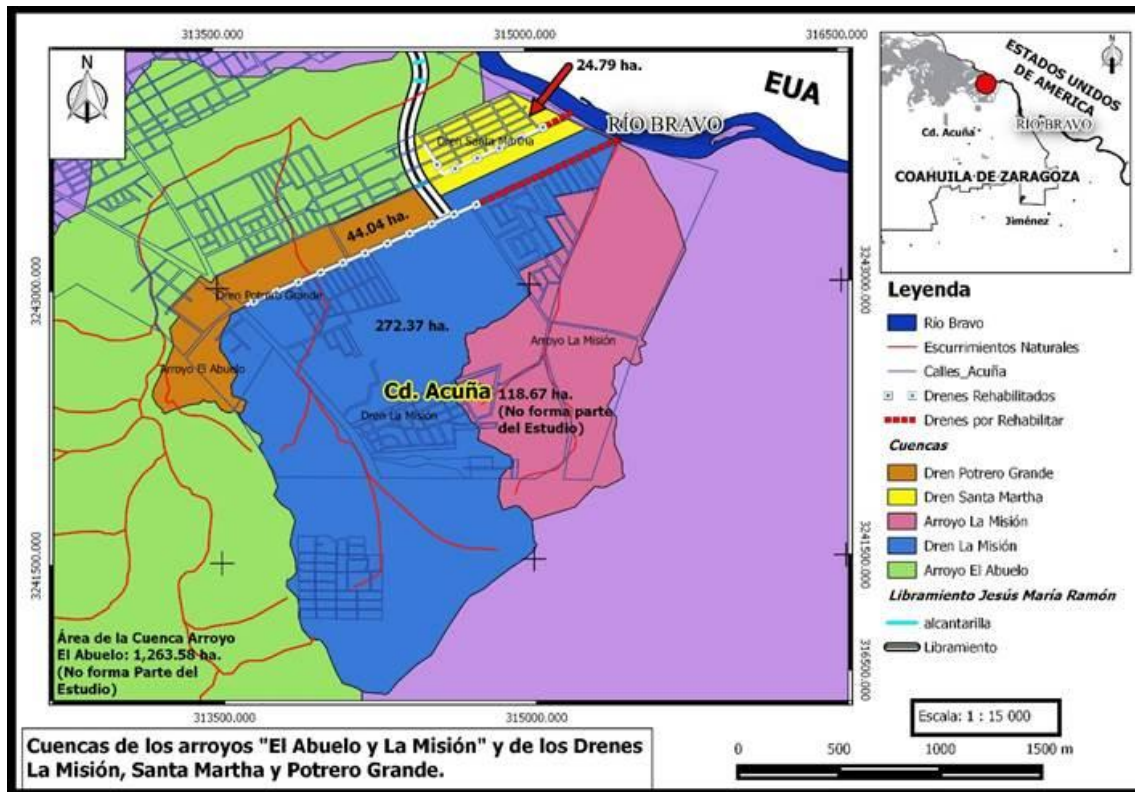 313500.000
315000.000
316500.000
N
24.79 ha.
EUA
RÍO BRAVO
Dren Santa Martha
44.04 ha.
3243000.000
3243000.000
Dren Potrero Grande
272.37 ha.
Arroyo La Misión
Arroyo El Abuelo
Cd. Acuña
118.67 ha.
(No forma parte
del Estudio)
Dren La Misión
3241500.000
3241500.000
Área de la Cuenca Arroyo
El Abuelo: 1,263.58 ha.
(No forma Parte del
Estudio)
316500.000
313500.000
315000.000
N
ESTADOS UNIDOS
DE AMERICA
RÍO BRAVO
Cd. Acuña
COAHUILA DE ZARAGOZA
Jiménez
Leyenda
Río Bravo
Escurrimientos Naturales
Calles_Acuña
Drenes Rehabilitados
Drenes por Rehabilitar
Cuencas
Dren Potrero Grande
Dren Santa Martha
Arroyo La Misión
Dren La Misión
Arroyo El Abuelo
Libramiento Jesús María Ramón
alcantarilla
Libramiento
Escala: 1 : 15 000
0 500 1000 1500 m
Cuencas de los arroyos "El Abuelo y La Misión" y de los Drenes
La Misión, Santa Martha y Potrero Grande.